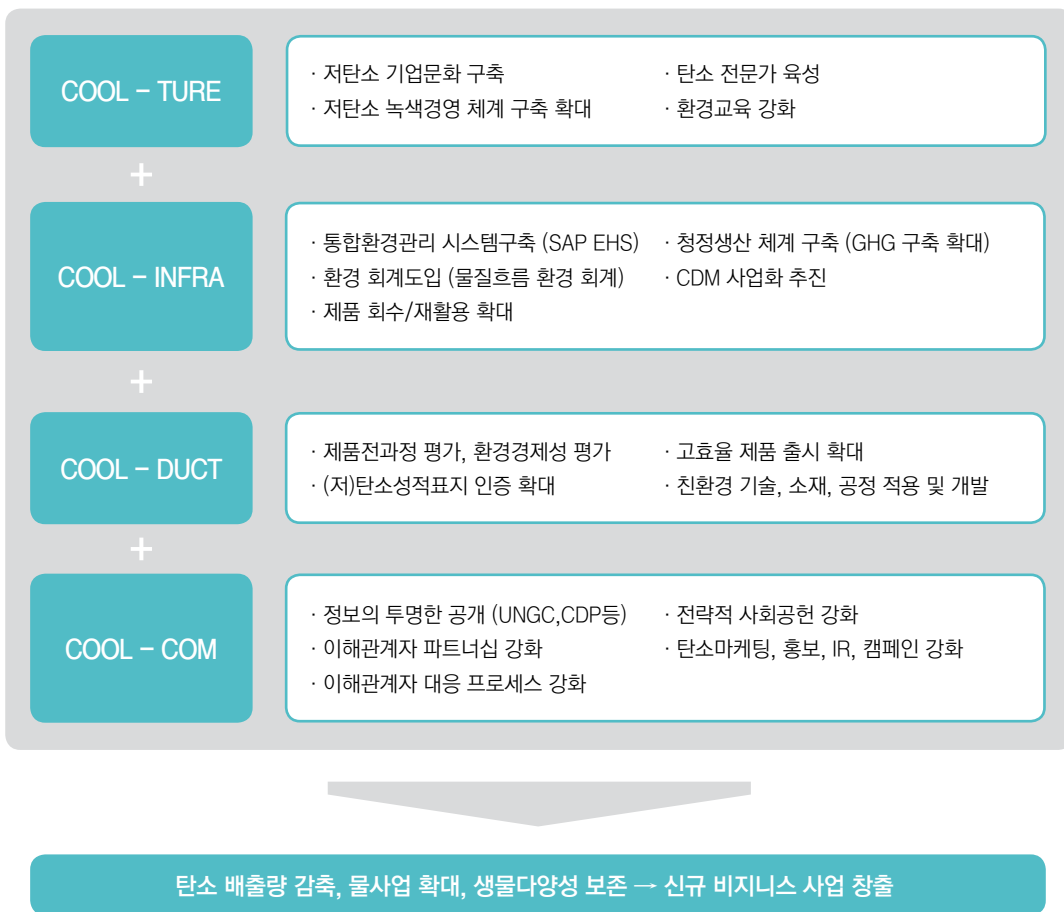 COOL – TURE
· 저탄소 기업문화 구축
· 저탄소 녹색경영 체계 구축 확대
· 탄소 전문가 육성
· 환경교육 강화
+
COOL – INFRA
· 통합환경관리 시스템구축 (SAP EHS)
· 환경 회계도입 (물질흐름 환경 회계)
· 제품 회수/재활용 확대
· 청정생산 체계 구축 (GHG 구축 확대)
· CDM 사업화 추진
+
COOL – DUCT
· 제품전과정 평가, 환경경제성 평가
· (저)탄소성적표지 인증 확대
· 고효율 제품 출시 확대
· 친환경 기술, 소재, 공정 적용 및 개발
+
COOL – COM
· 정보의 투명한 공개 (UNGC,CDP등)
· 이해관계자 파트너십 강화
· 이해관계자 대응 프로세스 강화
· 전략적 사회공헌 강화
· 탄소마케팅, 홍보, IR, 캠페인 강화
탄소 배출량 감축, 물사업 확대, 생물다양성 보존 → 신규 비지니스 사업 창출